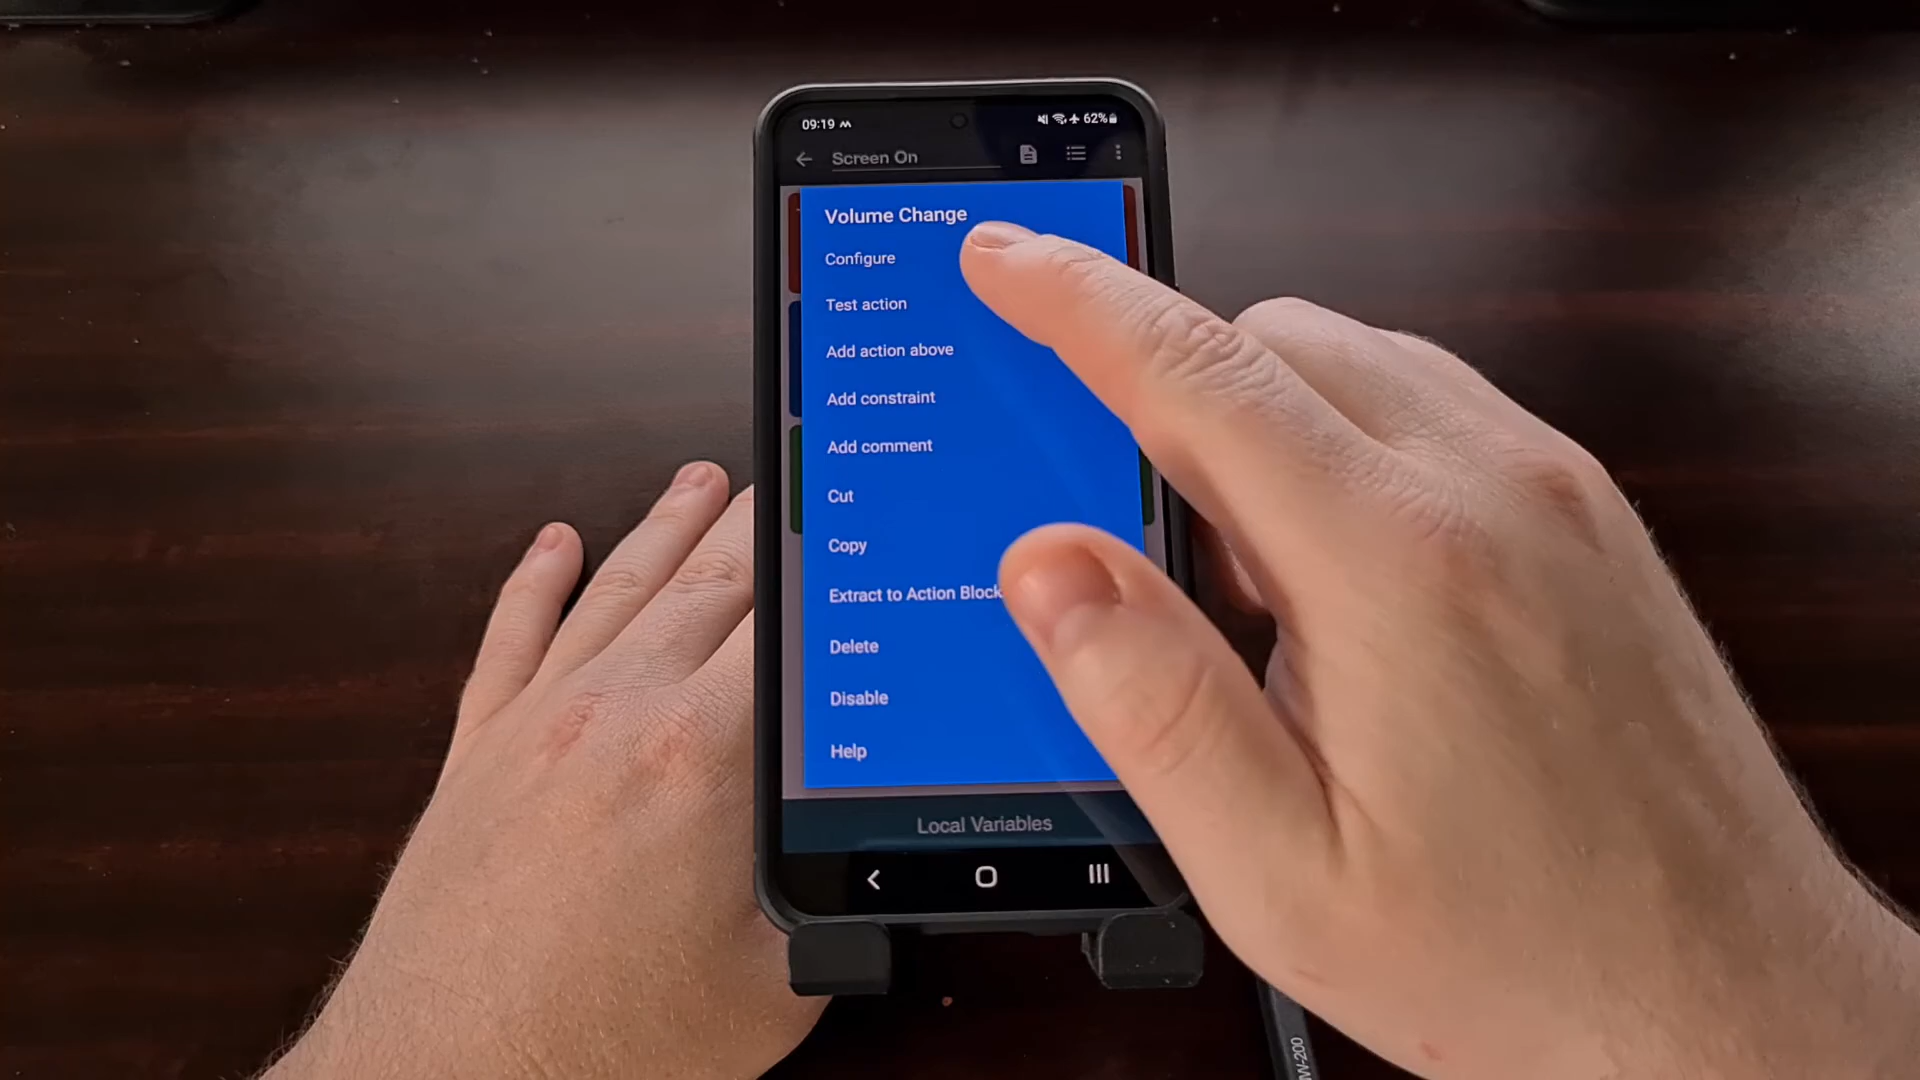 09:19
62%
Screen On
Volume Change
Configure
Test action
Add action above
Add constraint
Add comment
Cut
Copy
Extract to Action Block
Delete
Disable
Help
Local Variables
W-200